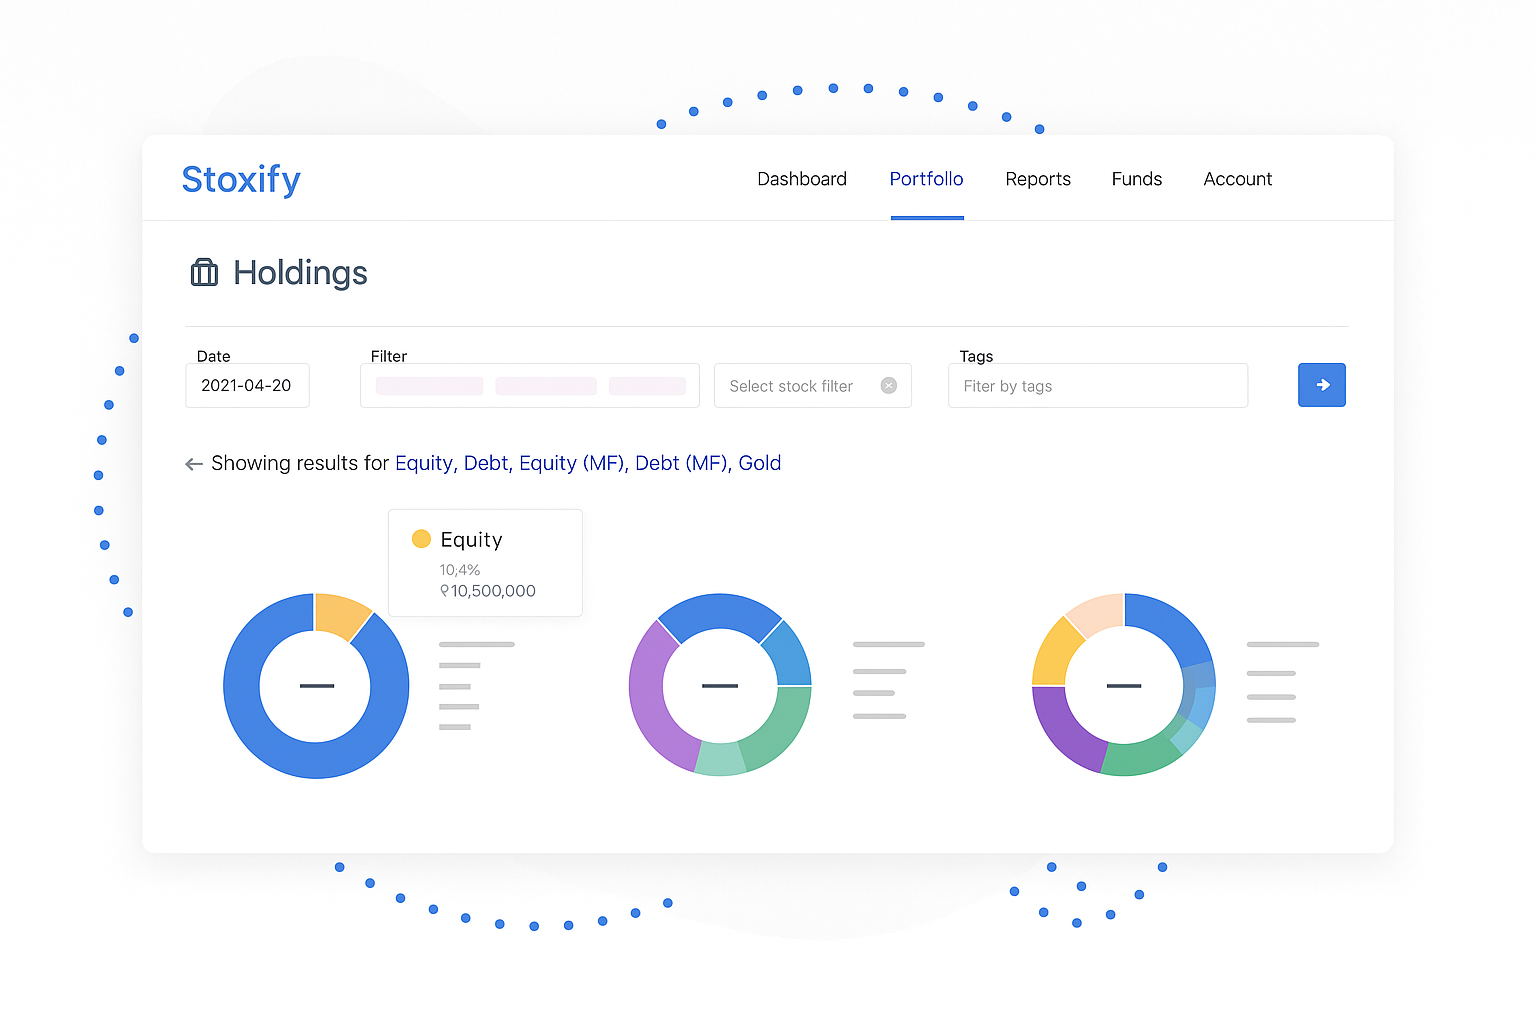 Stoxify
Dashboard
Portfollo
Reports
Funds
Account
Holdings
Date
Filter
Tags
2021-04-20
Select stock filter
Fiter by tags
← Showing results for Equity, Debt, Equity (MF), Debt (MF), Gold
Equity
10;4%
10,500,000